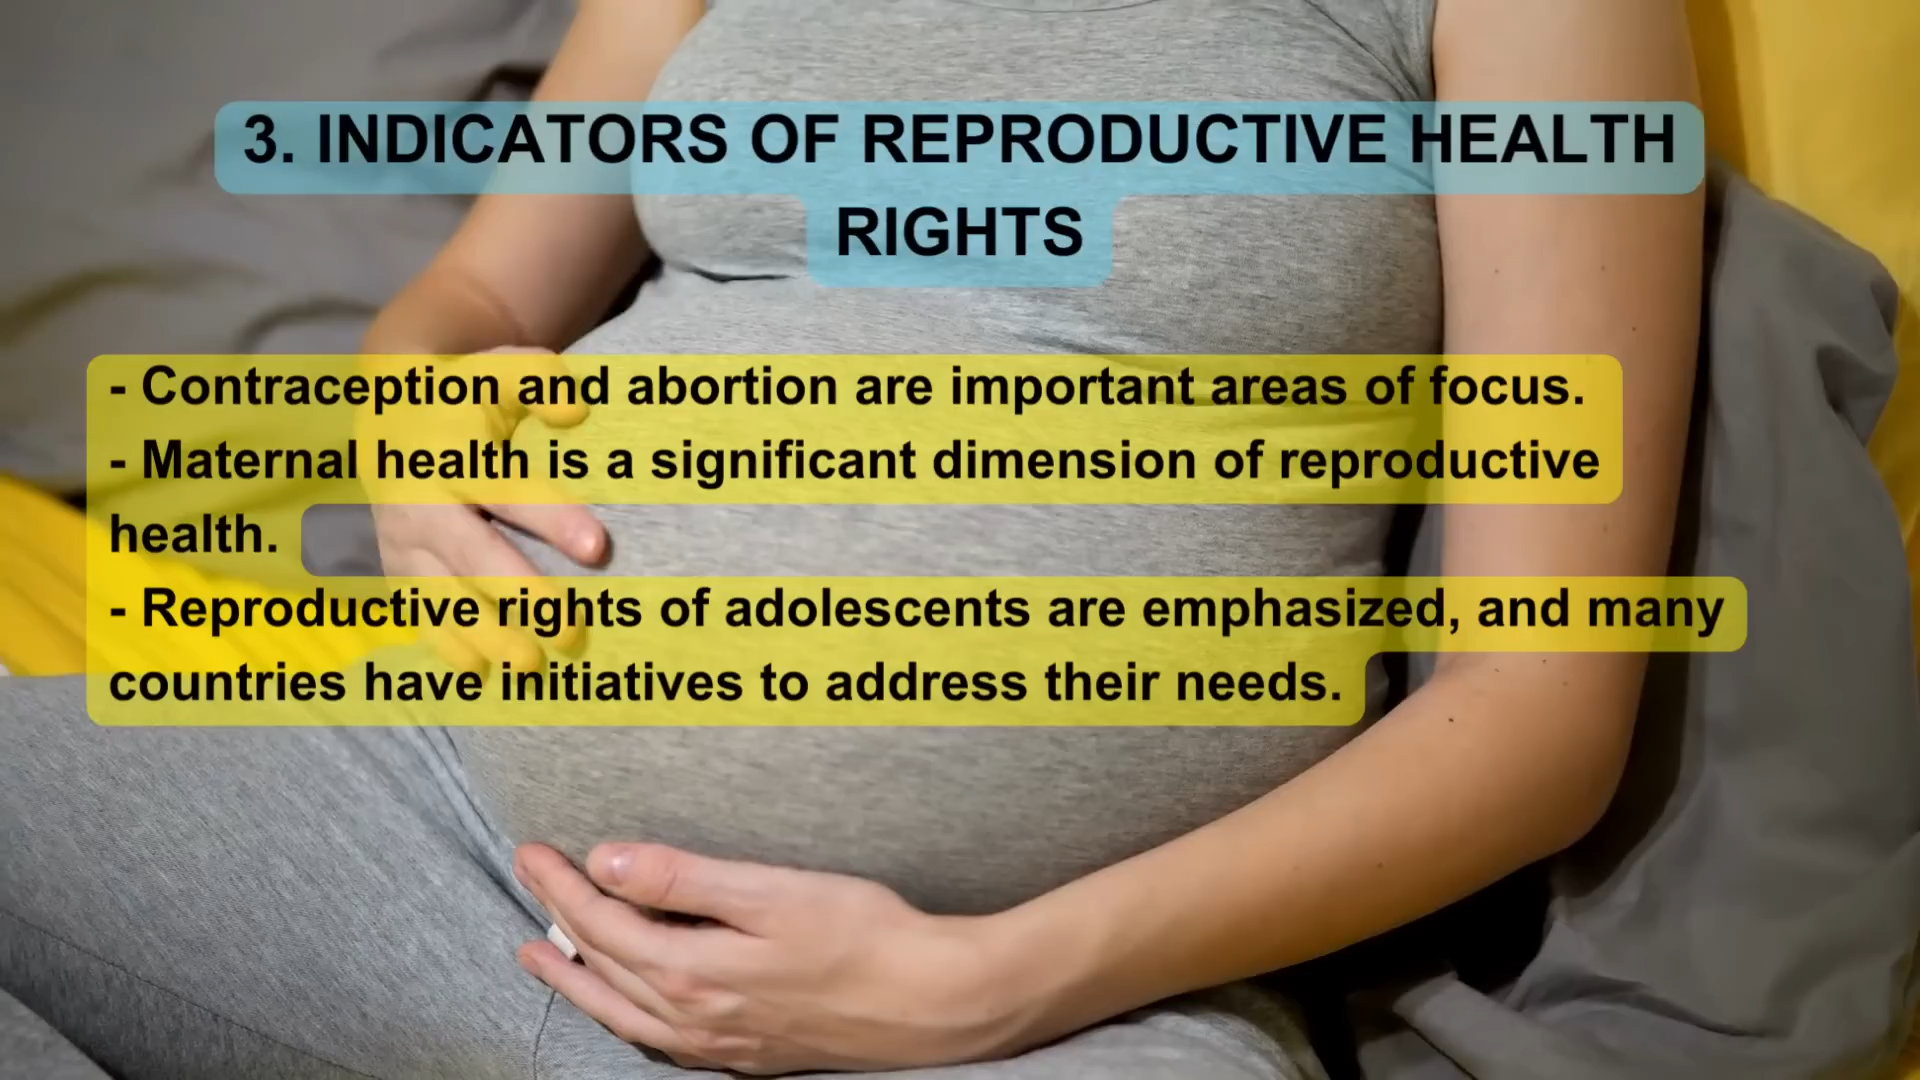 3. INDICATORS OF REPRODUCTIVE HEALTH
RIGHTS
- Contraception and abortion are important areas of focus.
- Maternal health is a significant dimension of reproductive
health.
- Reproductive rights of adolescents are emphasized, and many
countries have initiatives to address their needs.